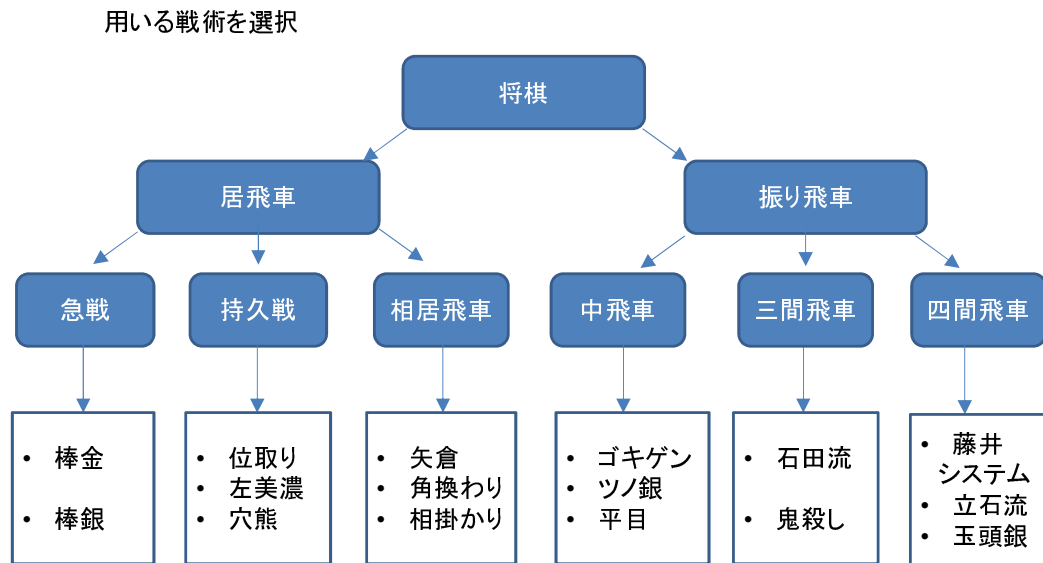 用いる戦術を選択
将棋
居飛車
振り飛車
急戦
持久戦
相居飛車
中飛車
三間飛車
四間飛車
• 棒金
• 棒銀
• 位取り
• 左美濃
• 穴熊
• 矢倉
• 角換わり
• 相掛かり
• ゴキゲン
• ツノ銀
• 平目
• 石田流
• 鬼殺し
• 藤井
システム
• 立石流
• 玉頭銀